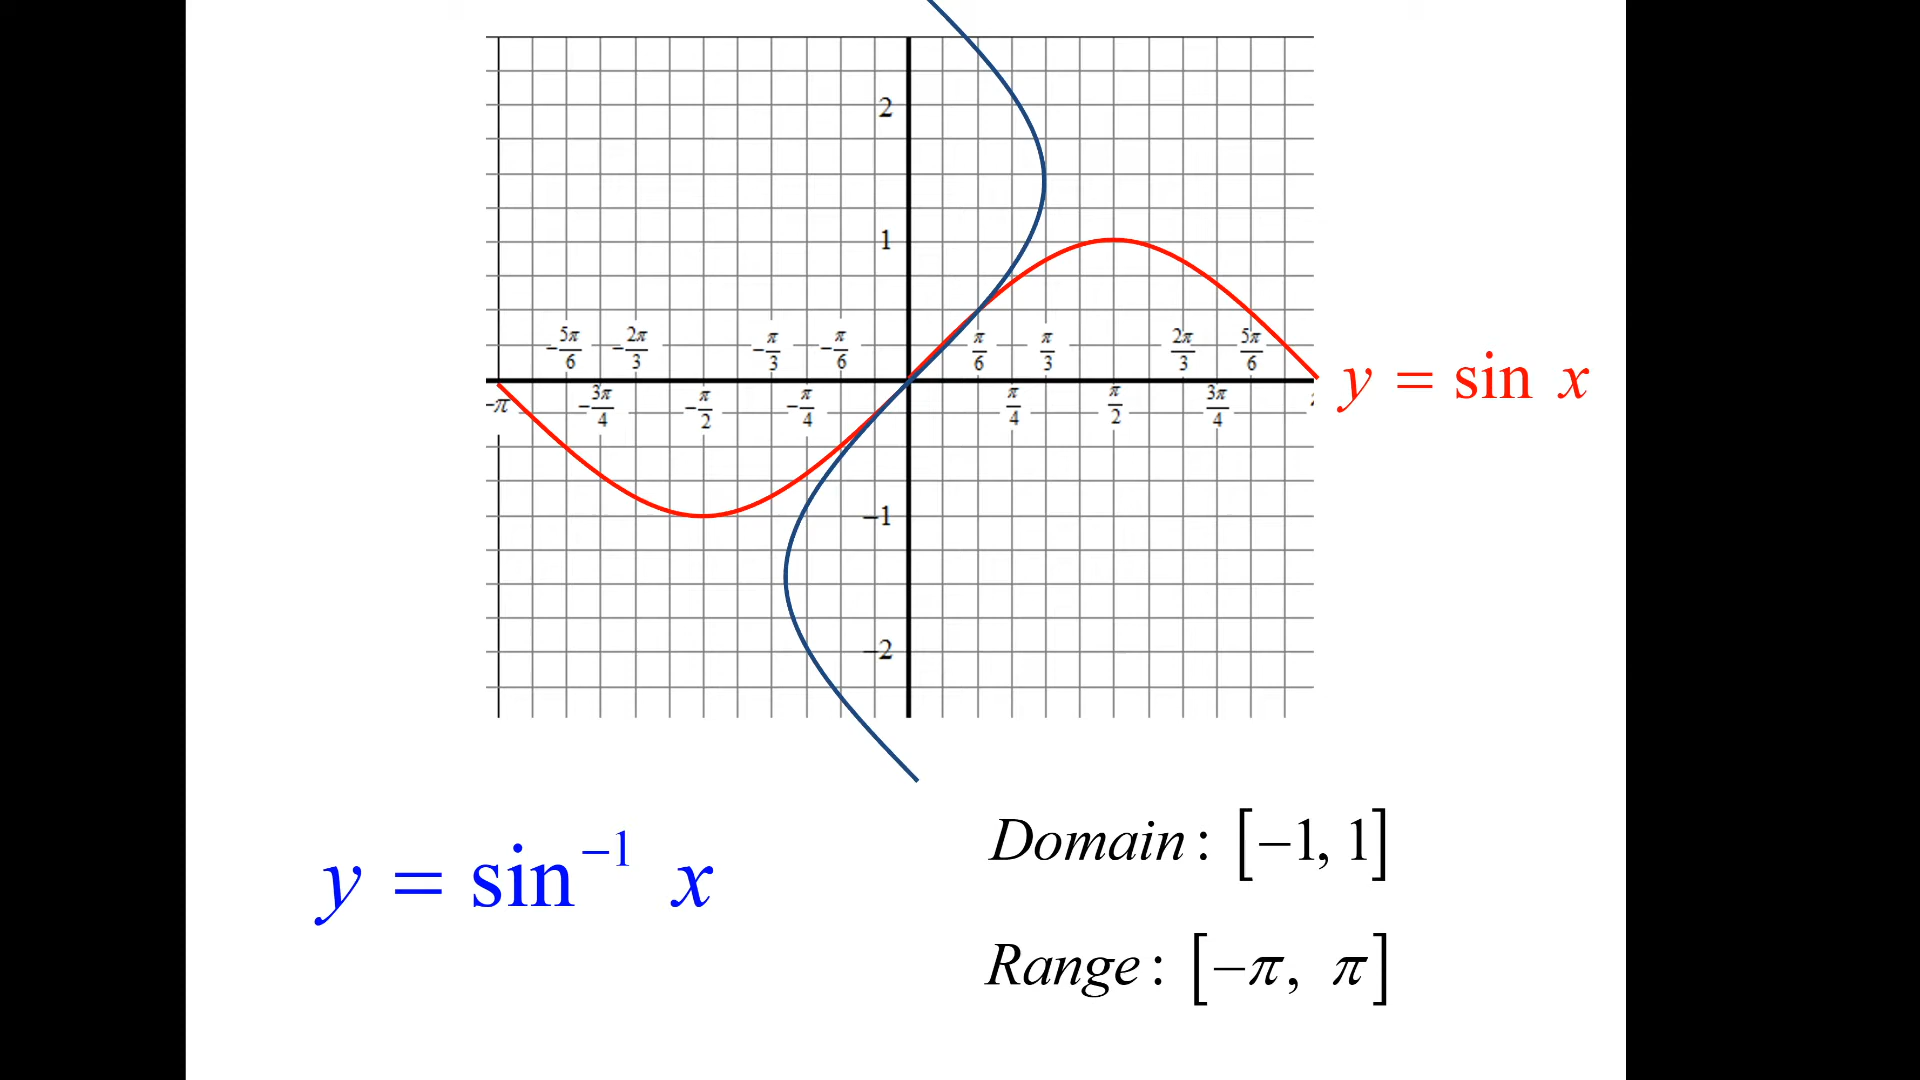 2
1
−5π/6 −2π/3 −π/3 −π/6 π/6 π/3 2π/3 5π/6
−π −3π/4 −π/2 −π/4 π/4 π/2 3π/4
y = sin x
−1
−2
y = sin⁻¹ x
Domain: [−1, 1]
Range: [−π, π]